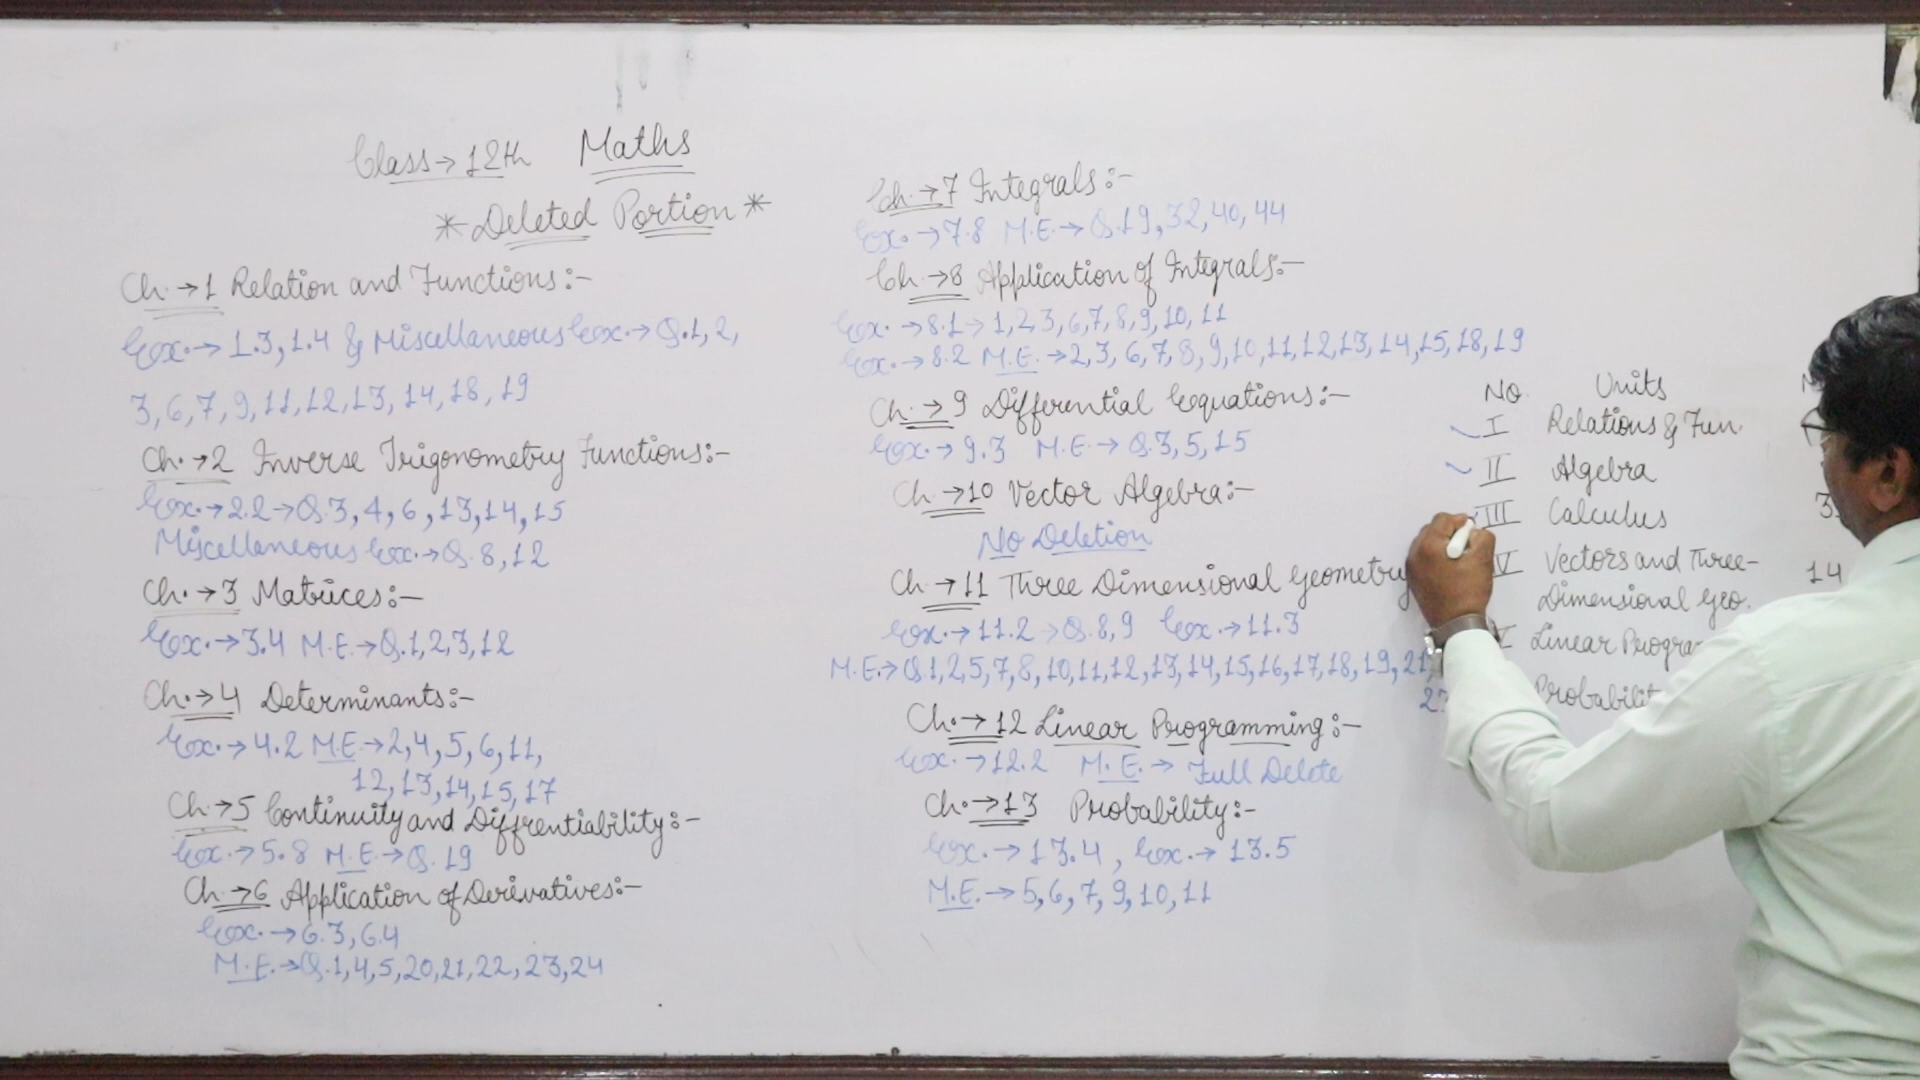 Class → 12th Maths
* Deleted Portion *
Ch. → 1 Relation and Functions:-
Ex. → 1.3, 1.4 & Miscellaneous Ex. → Q.1, 2,
3, 6, 7, 9, 11, 12, 13, 14, 18, 19
Ch. → 2 Inverse Trigonometry Functions:-
Ex. → 2.2 → Q.3, 4, 6, 13, 14, 15
Miscellaneous Ex. → Q. 8, 12
Ch. → 3 Matrices:-
Ex. → 3.4 M.E. → Q.1, 2, 3, 12
Ch. → 4 Determinants:-
Ex. → 4.2 M.E. → 2, 4, 5, 6, 11,
12, 13, 14, 15, 17
Ch. → 5 Continuity and Diffrentiability:-
Ex. → 5.8 M.E. → Q. 19
Ch. → 6 Application of Derivatives:-
Ex. → 6.3, 6.4
M.E. → Q.1, 4, 5, 20, 21, 22, 23, 24
Ch. → 7 Integrals:-
Ex. → 7.8 M.E. → Q.19, 32, 40, 44
Ch. → 8 Application of Integrals:-
Ex. → 8.1 → 1, 2, 3, 6, 7, 8, 9, 10, 11
Ex. → 8.2 M.E. → 2, 3, 6, 7, 8, 9, 10, 11, 12, 13, 14, 15, 18, 19
Ch. → 9 Differential Equations:-
Ex. → 9.3 M.E. → Q.3, 5, 15
Ch. → 10 Vector Algebra:-
No Deletion
Ch. → 11 Three Dimensional Geometry
Ex. → 11.2 → Q.8, 9 Ex. → 11.3
M.E. → Q.1, 2, 5, 7, 8, 10, 11, 12, 13, 14, 15, 16, 17, 18, 19, 21,
Ch. → 12 Linear Programming:-
Ex. → 12.2 M.E. → Full Delete
Ch. → 13 Probability:-
Ex. → 13.4, Ex. → 13.5
M.E. → 5, 6, 7, 9, 10, 11
No. Units
I Relations & Fun.
II Algebra
III Calculus
Vectors and Three-
Dimensional Geo. 14
Linear